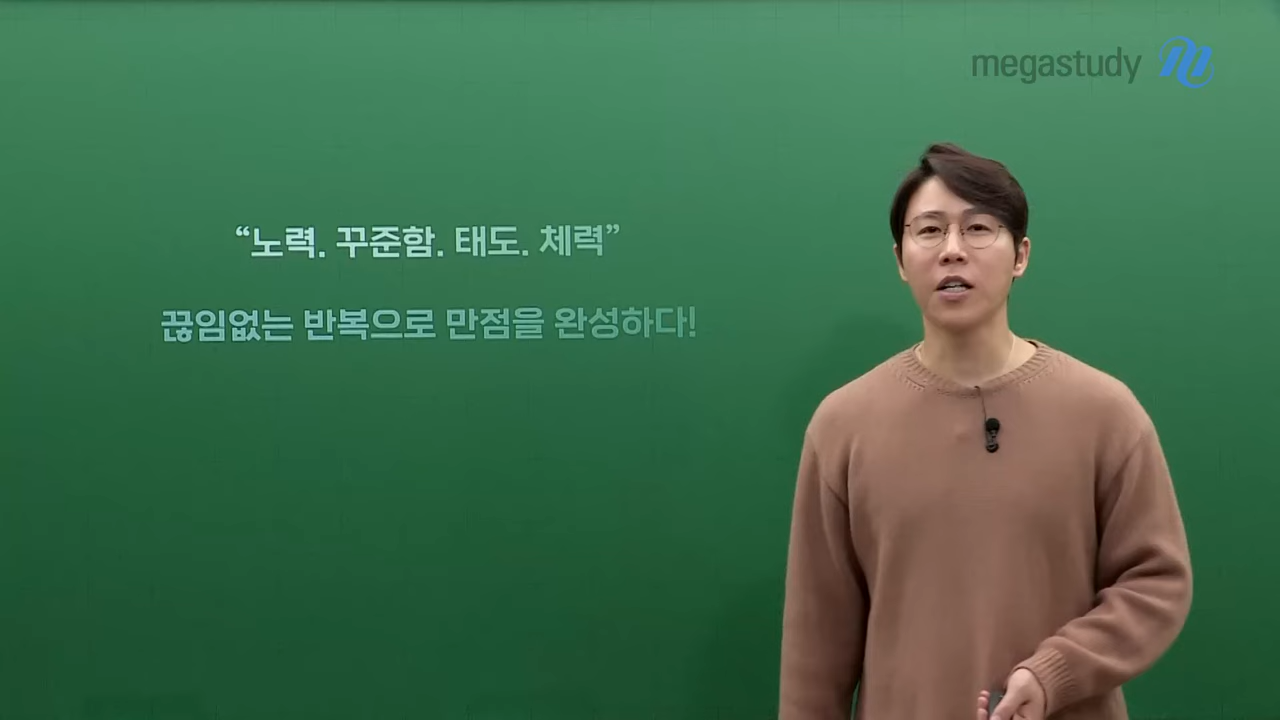 megastudy
“노력. 꾸준함. 태도. 체력”
끊임없는 반복으로 만점을 완성하다!